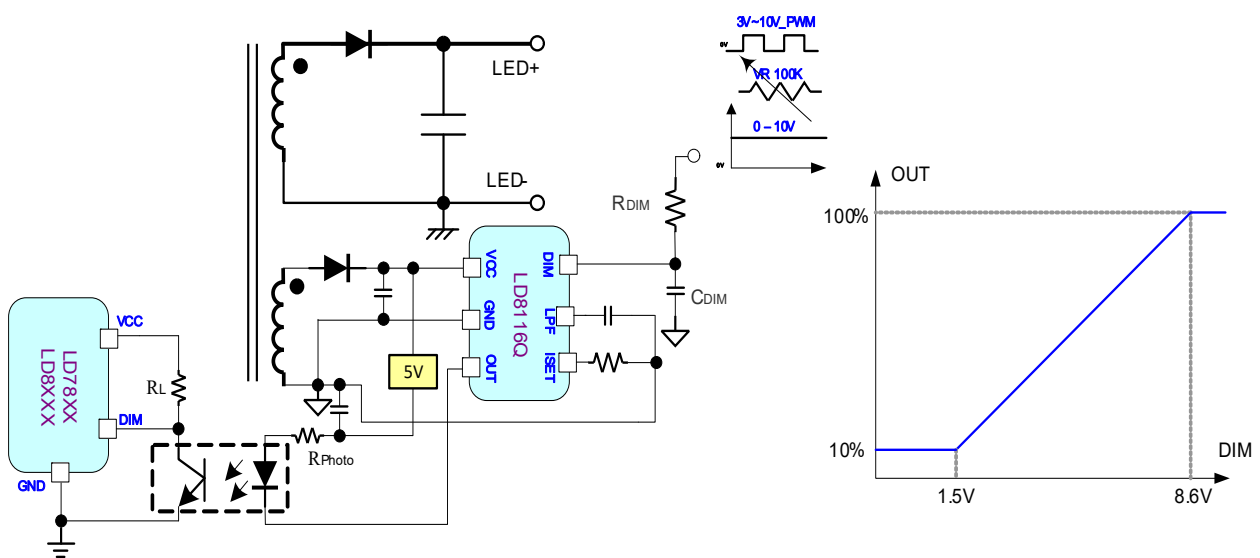 3V~10V_PWM
0V
VR 100K
0 – 10V
0V
LED+
LED-
RDIM
CDIM
VCC
GND
OUT
LD8116Q
DIM
LPF
ISET
5V
RPhoto
VCC
RL
DIM
GND
LD78XX
LD8XXX
OUT
100%
10%
1.5V
8.6V
DIM